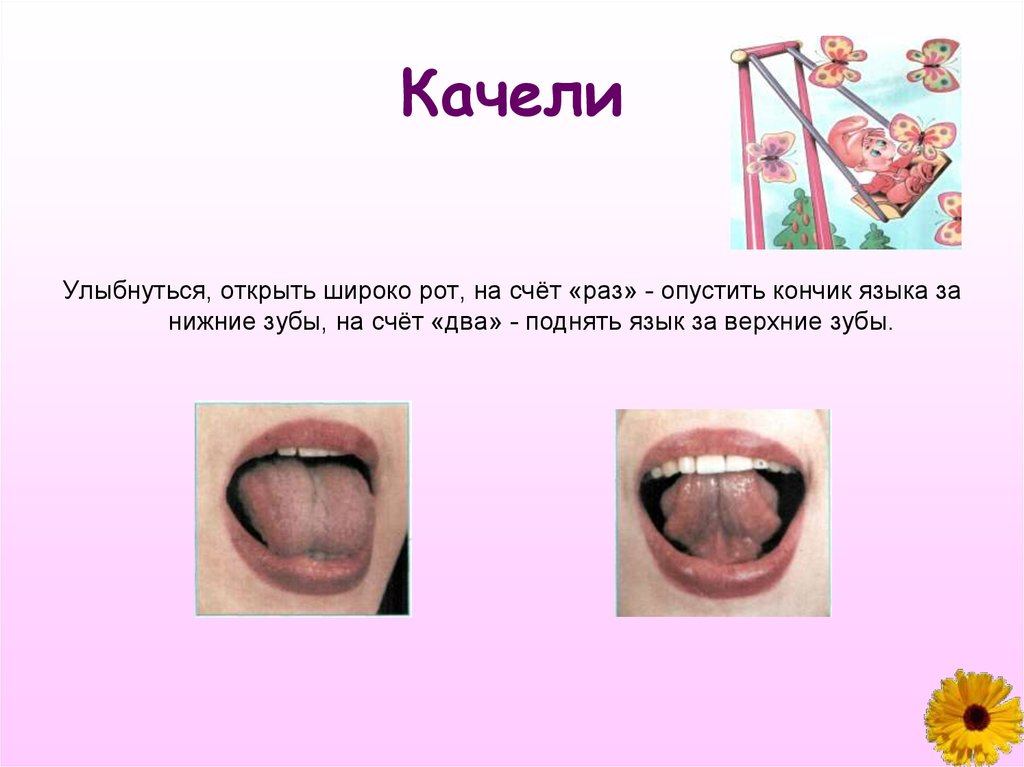 Качели
Улыбнуться, открыть широко рот, на счёт «раз» - опустить кончик языка за
нижние зубы, на счёт «два» - поднять язык за верхние зубы.